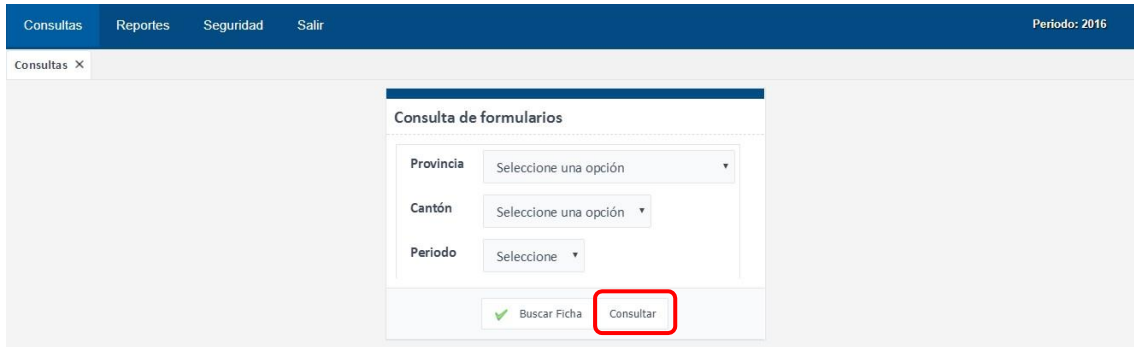 Consultas Reportes Seguridad Salir Periodo: 2016
Consultas ✕
Consulta de formularios
Provincia Seleccione una opción
Cantón Seleccione una opción
Periodo Seleccione
Buscar Ficha Consultar